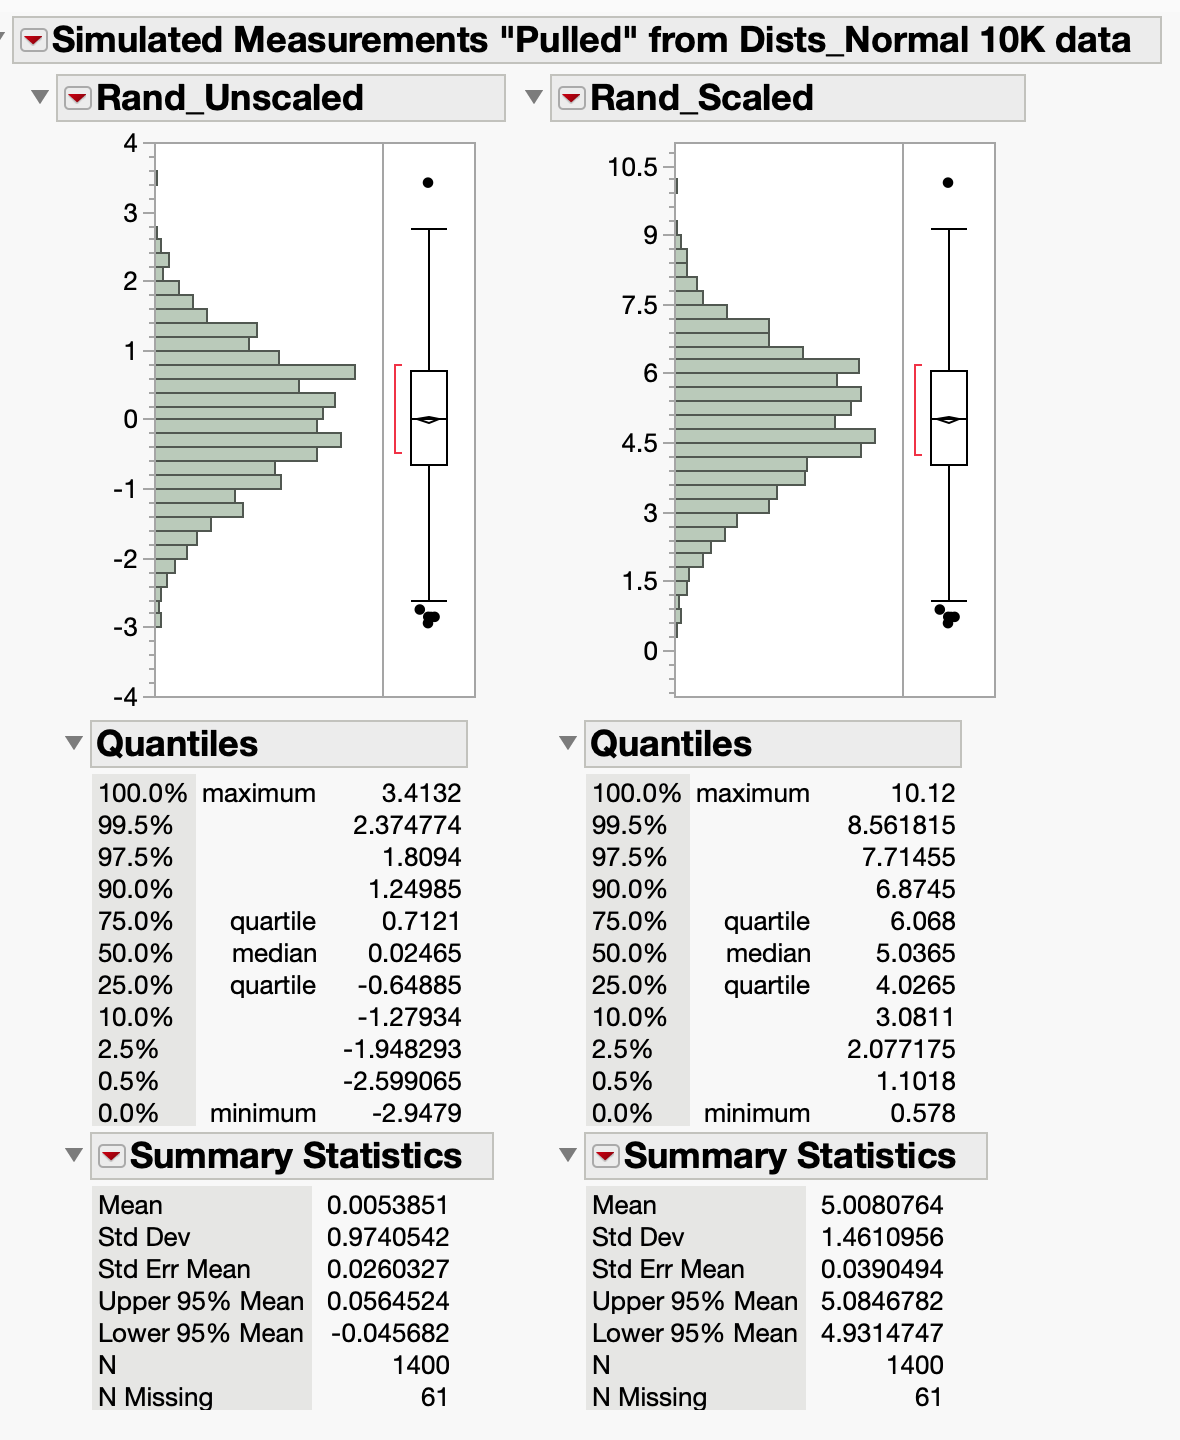 Simulated Measurements "Pulled" from Dists_Normal 10K data
Rand_Unscaled
4
3
2
1
0
-1
-2
-3
-4
Quantiles
100.0% maximum 3.4132
99.5% 2.374774
97.5% 1.8094
90.0% 1.24985
75.0% quartile 0.7121
50.0% median 0.02465
25.0% quartile -0.64885
10.0% -1.27934
2.5% -1.948293
0.5% -2.599065
0.0% minimum -2.9479
Summary Statistics
Mean 0.0053851
Std Dev 0.9740542
Std Err Mean 0.0260327
Upper 95% Mean 0.0564524
Lower 95% Mean -0.045682
N 1400
N Missing 61
Rand_Scaled
10.5
9
7.5
6
4.5
3
1.5
0
Quantiles
100.0% maximum 10.12
99.5% 8.561815
97.5% 7.71455
90.0% 6.8745
75.0% quartile 6.068
50.0% median 5.0365
25.0% quartile 4.0265
10.0% 3.0811
2.5% 2.077175
0.5% 1.1018
0.0% minimum 0.578
Summary Statistics
Mean 5.0080764
Std Dev 1.4610956
Std Err Mean 0.0390494
Upper 95% Mean 5.0846782
Lower 95% Mean 4.9314747
N 1400
N Missing 61